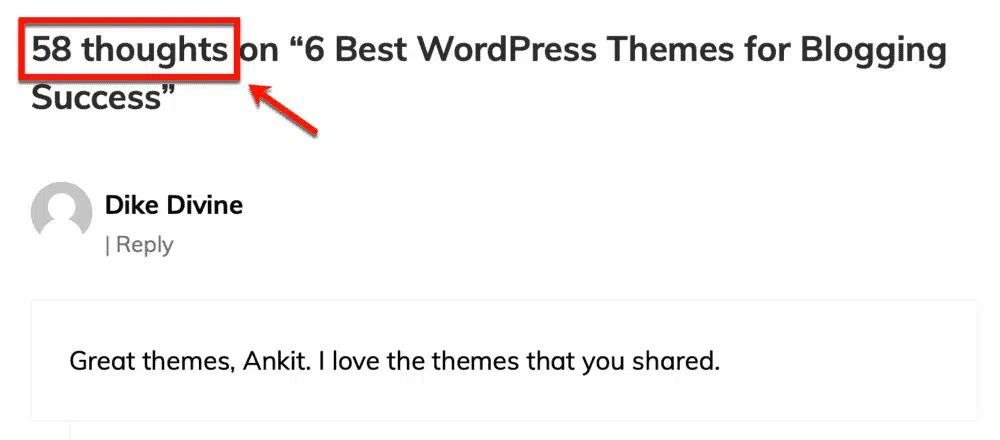 58 thoughts on “6 Best WordPress Themes for Blogging
Success”
Dike Divine
| Reply
Great themes, Ankit. I love the themes that you shared.